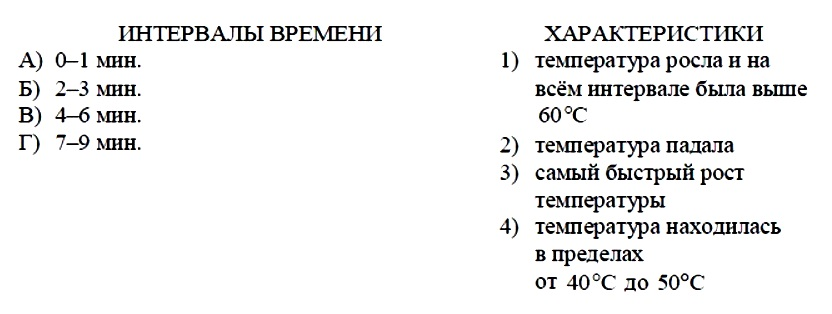 ИНТЕРВАЛЫ ВРЕМЕНИ
А) 0–1 мин.
Б) 2–3 мин.
В) 4–6 мин.
Г) 7–9 мин.
ХАРАКТЕРИСТИКИ
1) температура росла и на
всём интервале была выше
60°C
2) температура падала
3) самый быстрый рост
температуры
4) температура находилась
в пределах
от 40°C до 50°C